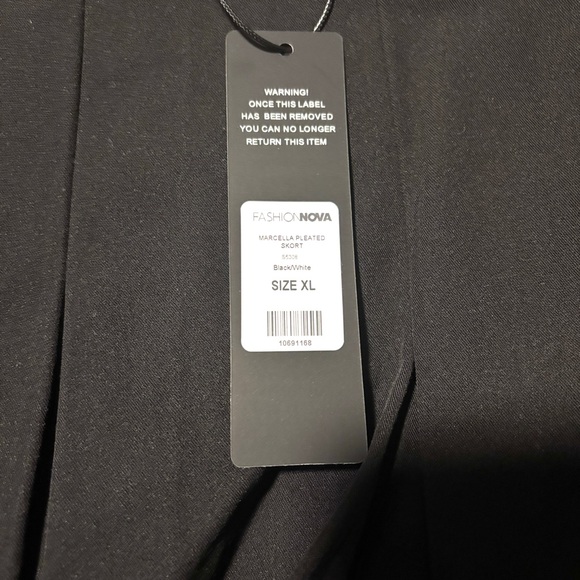 WARNING!
ONCE THIS LABEL
HAS BEEN REMOVED
YOU CAN NO LONGER
RETURN THIS ITEM
FASHIONNOVA
MARCELLA PLEATED
SKORT
Black/White
SIZE XL
10691168